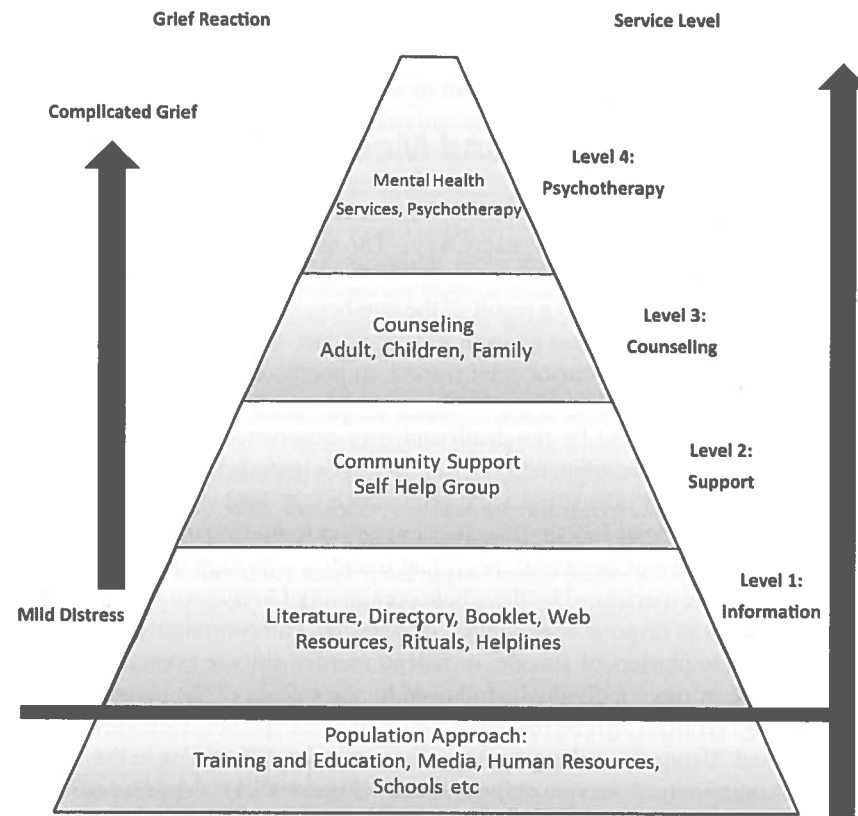 Grief Reaction
Service Level
Complicated Grief
Level 4:
Psychotherapy
Mental Health
Services, Psychotherapy
Level 3:
Counseling
Counseling
Adult, Children, Family
Level 2:
Support
Community Support
Self Help Group
Level 1:
Information
Mild Distress
Literature, Directory, Booklet, Web
Resources, Rituals, Helplines
Population Approach:
Training and Education, Media, Human Resources,
Schools etc